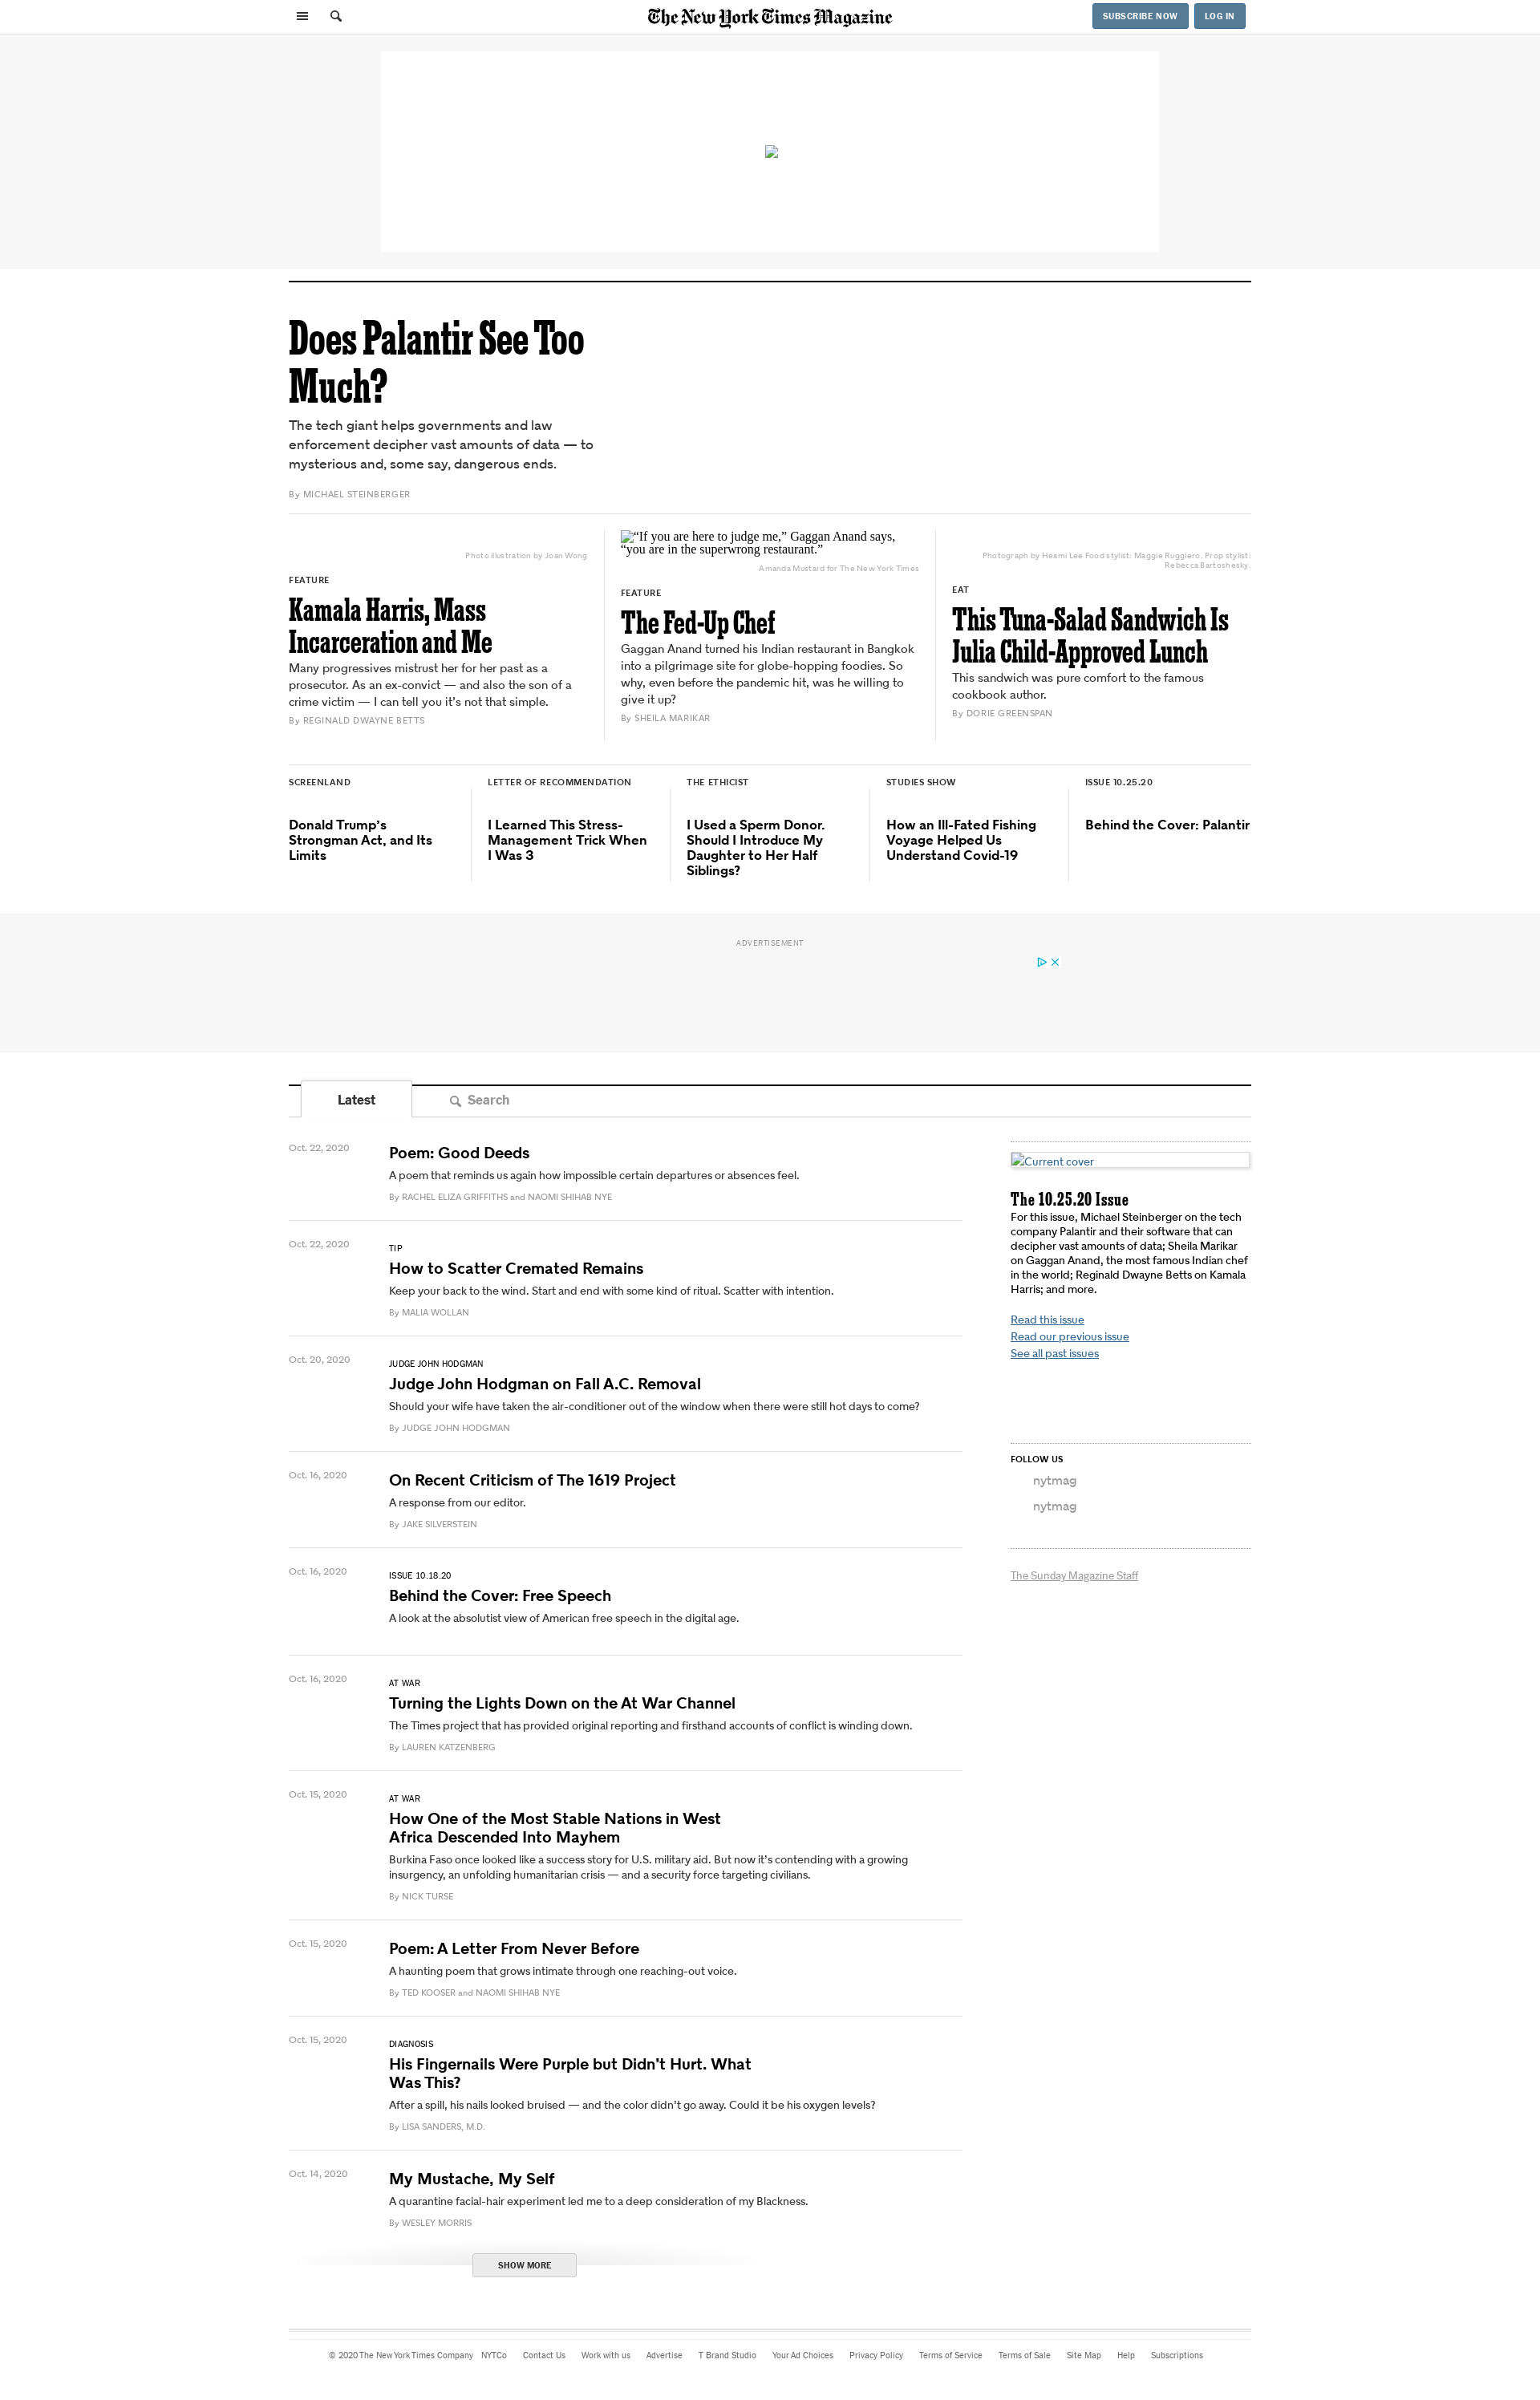 The New York Times Magazine
SUBSCRIBE NOW
LOG IN
Does Palantir See Too
Much?
The tech giant helps governments and law
enforcement decipher vast amounts of data — to
mysterious and, some say, dangerous ends.
By MICHAEL STEINBERGER
Photo illustration by Joan Wong
FEATURE
Kamala Harris, Mass
Incarceration and Me
Many progressives mistrust her for her past as a
prosecutor. As an ex-convict — and also the son of a
crime victim — I can tell you it’s not that simple.
By REGINALD DWAYNE BETTS
“If you are here to judge me,” Gaggan Anand says,
“you are in the superwrong restaurant.”
Amanda Mustard for The New York Times
FEATURE
The Fed-Up Chef
Gaggan Anand turned his Indian restaurant in Bangkok
into a pilgrimage site for globe-hopping foodies. So
why, even before the pandemic hit, was he willing to
give it up?
By SHEILA MARIKAR
Photograph by Heami Lee Food stylist: Maggie Ruggiero. Prop stylist:
Rebecca Bartoshesky.
EAT
This Tuna-Salad Sandwich Is
Julia Child-Approved Lunch
This sandwich was pure comfort to the famous
cookbook author.
By DORIE GREENSPAN
SCREENLAND
Donald Trump’s
Strongman Act, and Its
Limits
LETTER OF RECOMMENDATION
I Learned This Stress-
Management Trick When
I Was 3
THE ETHICIST
I Used a Sperm Donor.
Should I Introduce My
Daughter to Her Half
Siblings?
STUDIES SHOW
How an Ill-Fated Fishing
Voyage Helped Us
Understand Covid-19
ISSUE 10.25.20
Behind the Cover: Palantir
ADVERTISEMENT
Latest
Search
Oct. 22, 2020
Poem: Good Deeds
A poem that reminds us again how impossible certain departures or absences feel.
By RACHEL ELIZA GRIFFITHS and NAOMI SHIHAB NYE
Oct. 22, 2020
TIP
How to Scatter Cremated Remains
Keep your back to the wind. Start and end with some kind of ritual. Scatter with intention.
By MALIA WOLLAN
Oct. 20, 2020
JUDGE JOHN HODGMAN
Judge John Hodgman on Fall A.C. Removal
Should your wife have taken the air-conditioner out of the window when there were still hot days to come?
By JUDGE JOHN HODGMAN
Oct. 16, 2020
On Recent Criticism of The 1619 Project
A response from our editor.
By JAKE SILVERSTEIN
Oct. 16, 2020
ISSUE 10.18.20
Behind the Cover: Free Speech
A look at the absolutist view of American free speech in the digital age.
Oct. 16, 2020
AT WAR
Turning the Lights Down on the At War Channel
The Times project that has provided original reporting and firsthand accounts of conflict is winding down.
By LAUREN KATZENBERG
Oct. 15, 2020
AT WAR
How One of the Most Stable Nations in West
Africa Descended Into Mayhem
Burkina Faso once looked like a success story for U.S. military aid. But now it’s contending with a growing
insurgency, an unfolding humanitarian crisis — and a security force targeting civilians.
By NICK TURSE
Oct. 15, 2020
Poem: A Letter From Never Before
A haunting poem that grows intimate through one reaching-out voice.
By TED KOOSER and NAOMI SHIHAB NYE
Oct. 15, 2020
DIAGNOSIS
His Fingernails Were Purple but Didn’t Hurt. What
Was This?
After a spill, his nails looked bruised — and the color didn’t go away. Could it be his oxygen levels?
By LISA SANDERS, M.D.
Oct. 14, 2020
My Mustache, My Self
A quarantine facial-hair experiment led me to a deep consideration of my Blackness.
By WESLEY MORRIS
SHOW MORE
Current cover
The 10.25.20 Issue
For this issue, Michael Steinberger on the tech
company Palantir and their software that can
decipher vast amounts of data; Sheila Marikar
on Gaggan Anand, the most famous Indian chef
in the world; Reginald Dwayne Betts on Kamala
Harris; and more.
Read this issue
Read our previous issue
See all past issues
FOLLOW US
nytmag
nytmag
The Sunday Magazine Staff
© 2020 The New York Times Company NYTCo Contact Us Work with us Advertise T Brand Studio Your Ad Choices Privacy Policy Terms of Service Terms of Sale Site Map Help Subscriptions